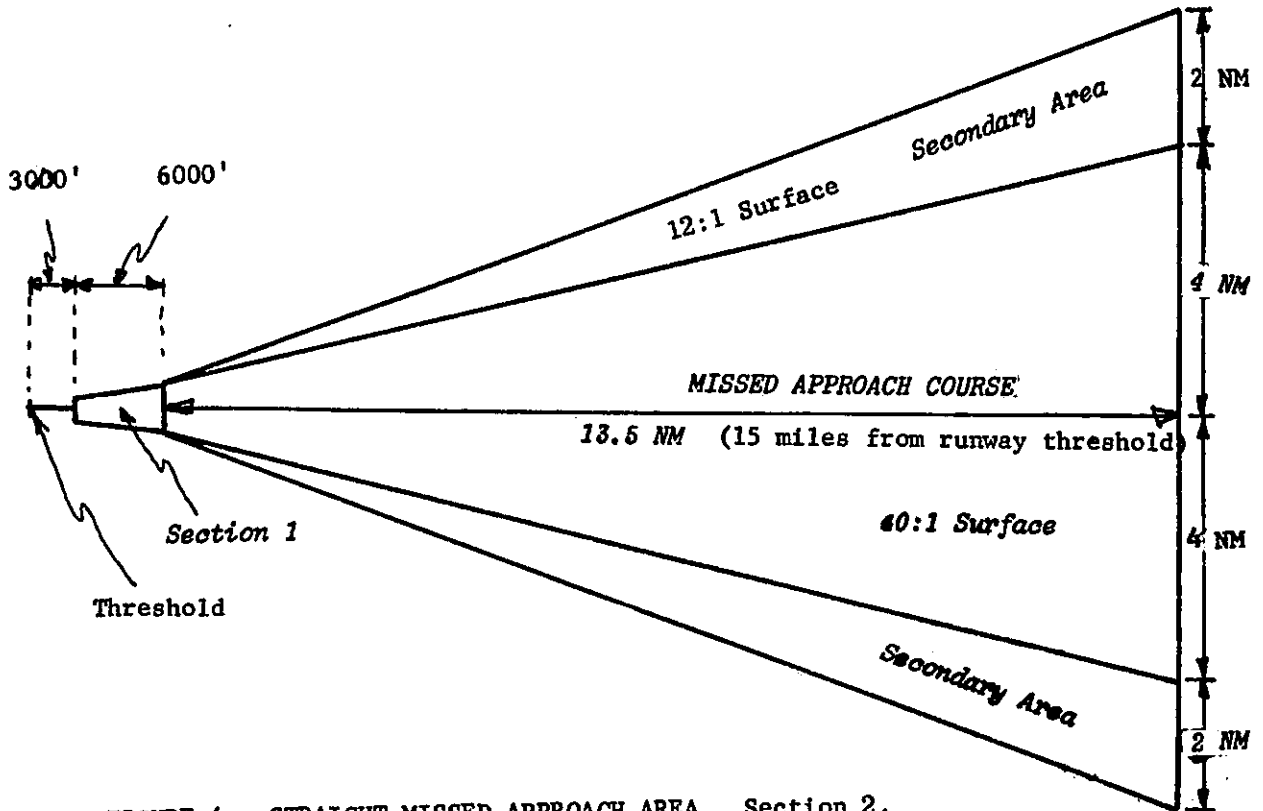 2 NM
Secondary Area
3000'
6000'
12:1 Surface
4 NM
MISSED APPROACH COURSE
13.5 NM (15 miles from runway threshold)
Section 1
40:1 Surface
4 NM
Threshold
Secondary Area
2 NM
STRAIGHT MISSED APPROACH AREA. Section 2.